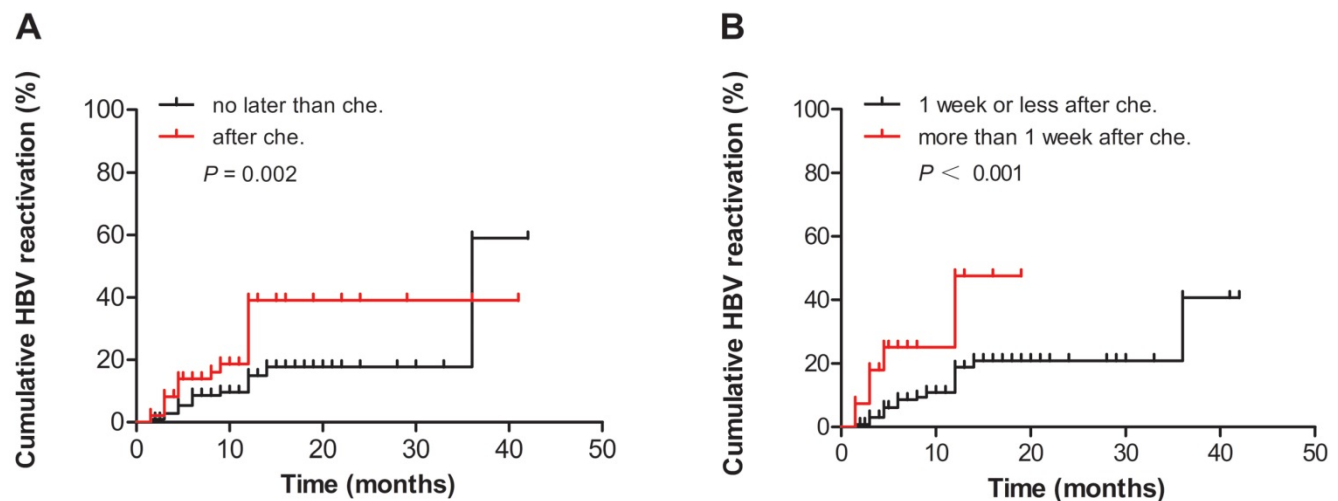 A
Cumulative HBV reactivation (%)
100
80
60
40
20
0
no later than che.
after che.
P = 0.002
0 10 20 30 40 50
Time (months)
B
Cumulative HBV reactivation (%)
100
80
60
40
20
0
1 week or less after che.
more than 1 week after che.
P < 0.001
0 10 20 30 40 50
Time (months)